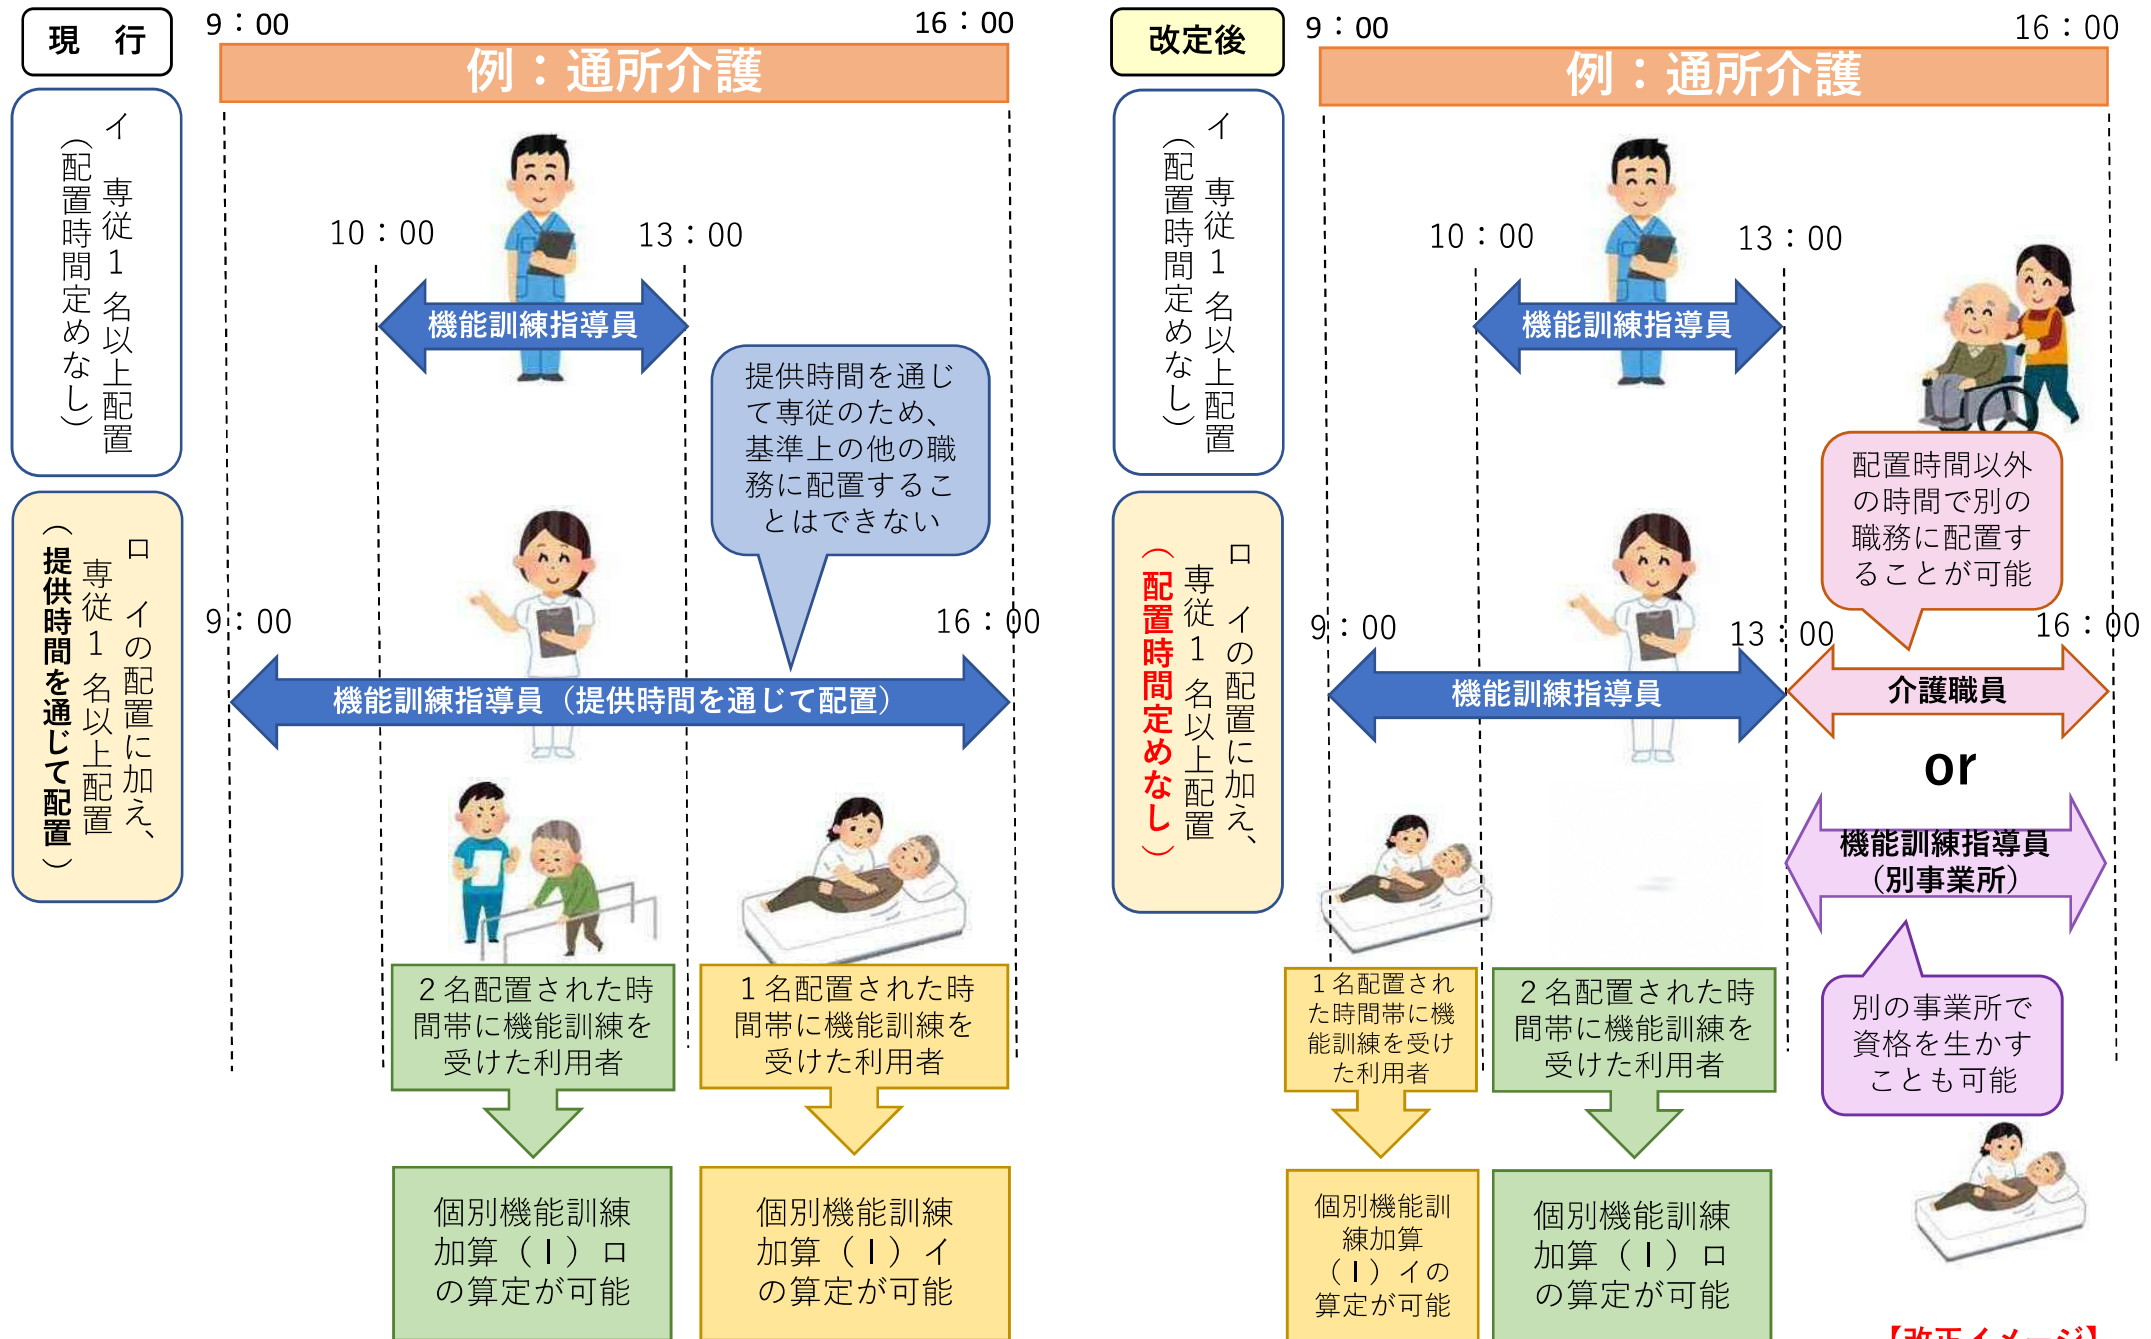 現　行
9：00
16：00
例：通所介護
イ　専従１名以上配置
（配置時間定めなし）
10：00
13：00
機能訓練指導員
提供時間を通じ
て専従のため、
基準上の他の職
務に配置するこ
とはできない
ロ　イの配置に加え、
専従１名以上配置
（提供時間を通じて配置）
9：00
16：00
機能訓練指導員（提供時間を通じて配置）
２名配置された時
間帯に機能訓練を
受けた利用者
１名配置された時
間帯に機能訓練を
受けた利用者
個別機能訓練
加算（Ⅰ）ロ
の算定が可能
個別機能訓練
加算（Ⅰ）イ
の算定が可能
改定後
9：00
16：00
例：通所介護
イ　専従１名以上配置
（配置時間定めなし）
10：00
13：00
機能訓練指導員
配置時間以外
の時間で別の
職務に配置す
ることが可能
ロ　イの配置に加え、
専従１名以上配置
（配置時間定めなし）
9：00
13：00
16：00
機能訓練指導員
介護職員
or
機能訓練指導員
（別事業所）
別の事業所で
資格を生かす
ことも可能
１名配置され
た時間帯に機
能訓練を受け
た利用者
２名配置された時
間帯に機能訓練を
受けた利用者
個別機能訓
練加算
（Ⅰ）イの
算定が可能
個別機能訓練
加算（Ⅰ）ロ
の算定が可能
【改正イメージ】